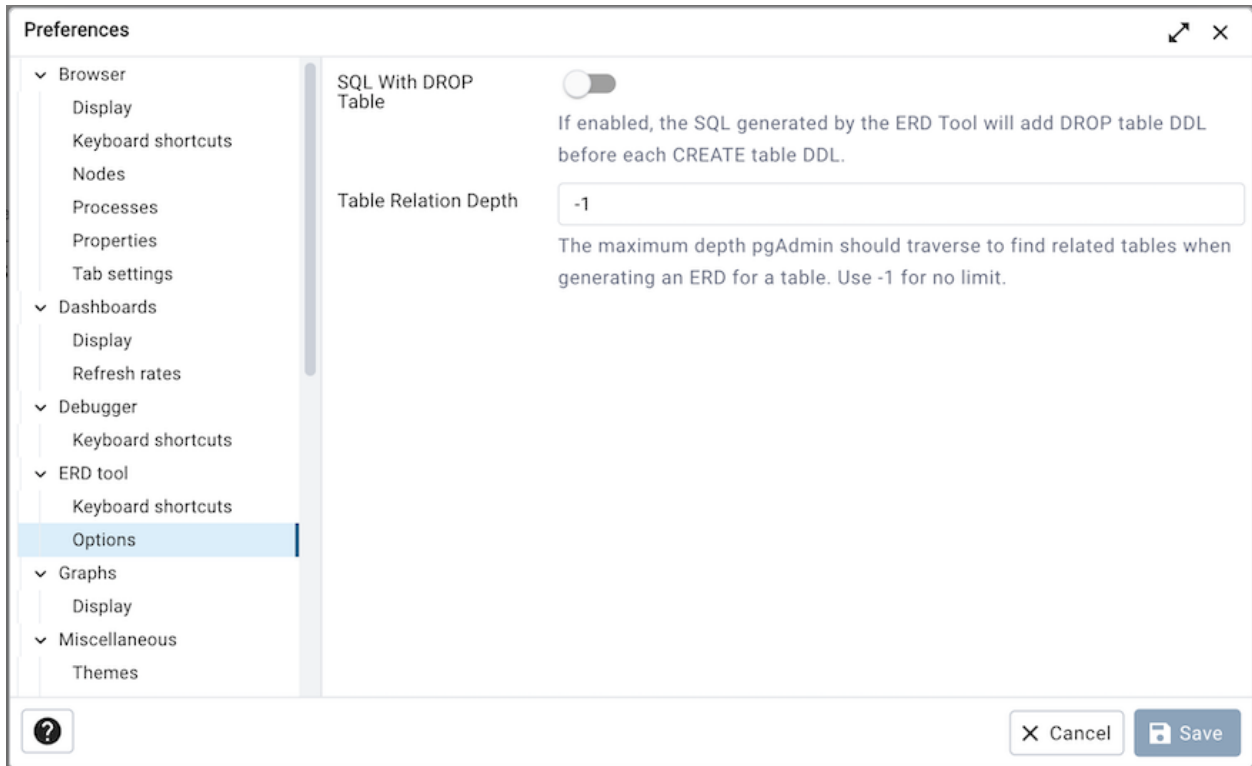 Preferences
Browser
Display
Keyboard shortcuts
Nodes
Processes
Properties
Tab settings
Dashboards
Display
Refresh rates
Debugger
Keyboard shortcuts
ERD tool
Keyboard shortcuts
Options
Graphs
Display
Miscellaneous
Themes
SQL With DROP
Table
If enabled, the SQL generated by the ERD Tool will add DROP table DDL
before each CREATE table DDL.
Table Relation Depth
-1
The maximum depth pgAdmin should traverse to find related tables when
generating an ERD for a table. Use -1 for no limit.
Cancel
Save